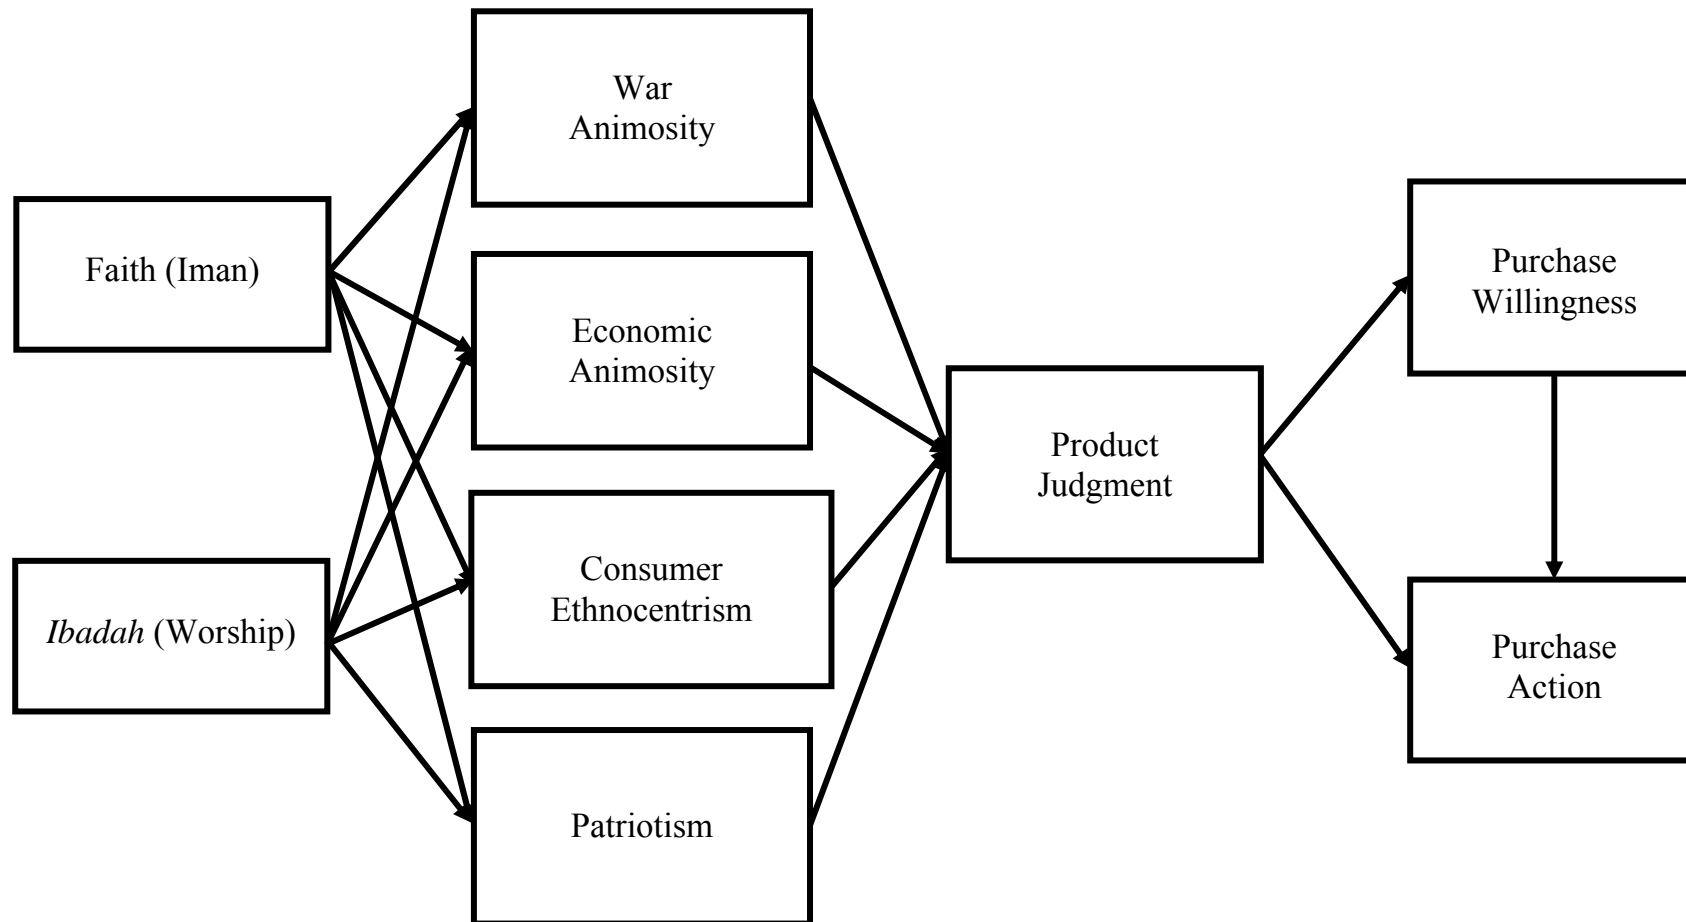 War
Animosity
Faith (Iman)
Economic
Animosity
Purchase
Willingness
Product
Judgment
Consumer
Ethnocentrism
Ibadah (Worship)
Purchase
Action
Patriotism